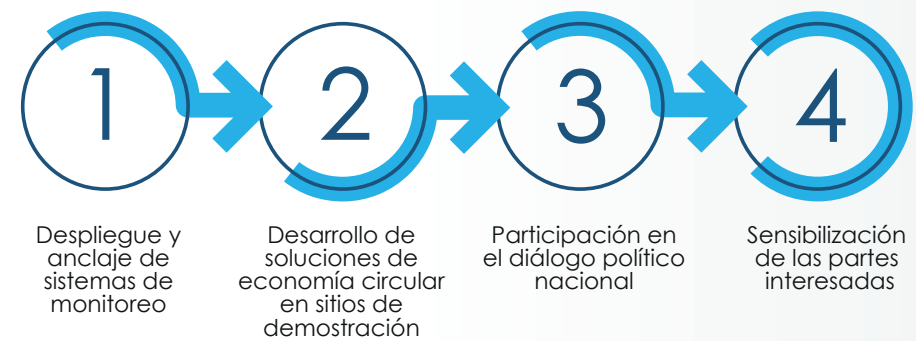 1
Despliegue y
anclaje de
sistemas de
monitoreo
2
Desarrollo de
soluciones de
economía circular
en sitios de
demostración
3
Participación en
el diálogo político
nacional
4
Sensibilización
de las partes
interesadas